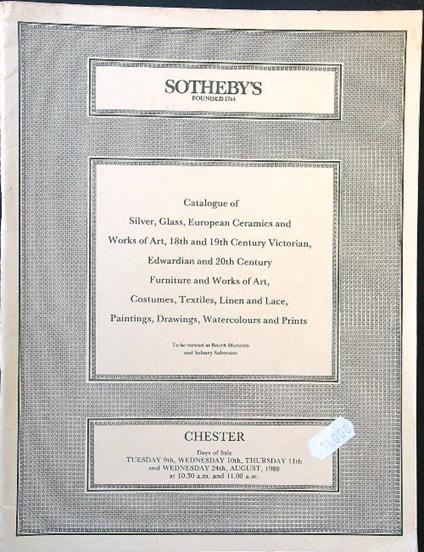 SOTHEBY'S
FOUNDED 1744
Catalogue of
Silver, Glass, European Ceramics and
Works of Art, 18th and 19th Century Victorian,
Edwardian and 20th Century
Furniture and Works of Art,
Costumes, Textiles, Linen and Lace,
Paintings, Drawings, Watercolours and Prints
To be viewed at Booth Mansion
and Saltney Saleroom
CHESTER
Days of Sale
TUESDAY 9th, WEDNESDAY 10th, THURSDAY 11th
and WEDNESDAY 24th, AUGUST, 1988
at 10.30 a.m. and 11.00 a.m.